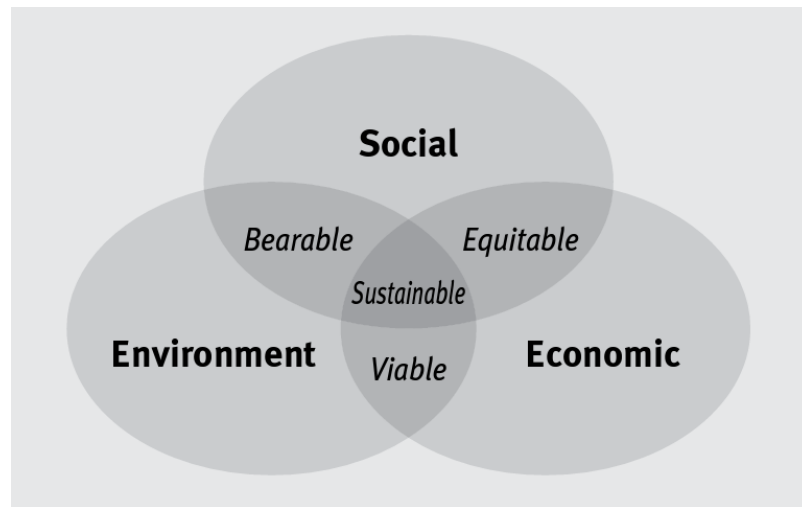 Social
Bearable
Equitable
Sustainable
Environment
Viable
Economic